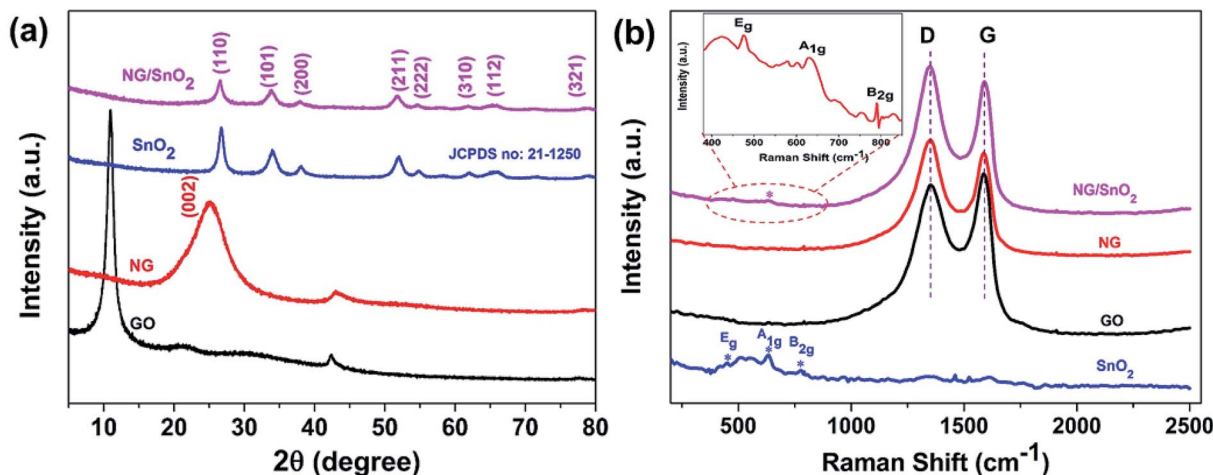 (a)
NG/SnO2
(110)
(101)
(200)
(211)
(222)
(310)
(112)
(321)
SnO2
JCPDS no: 21-1250
(002)
NG
GO
Intensity (a.u.)
10 20 30 40 50 60 70 80
2θ (degree)
(b)
D G
Eg
A1g
B2g
Intensity (a.u.)
400 500 600 700 800
Raman Shift (cm-1)
*
NG/SnO2
NG
GO
Eg A1g B2g
* * *
SnO2
Intensity (a.u.)
500 1000 1500 2000 2500
Raman Shift (cm-1)